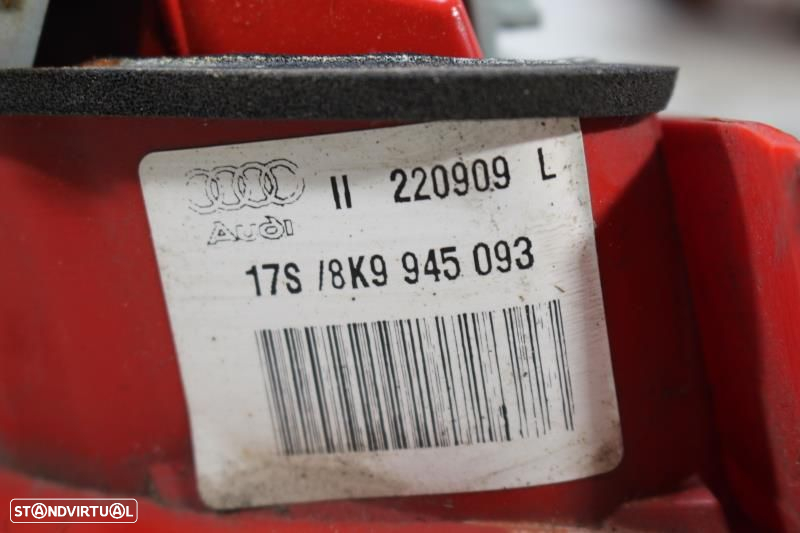 II 220909 L
Audi
17S /8K9 945 093
STANDVIRTUAL